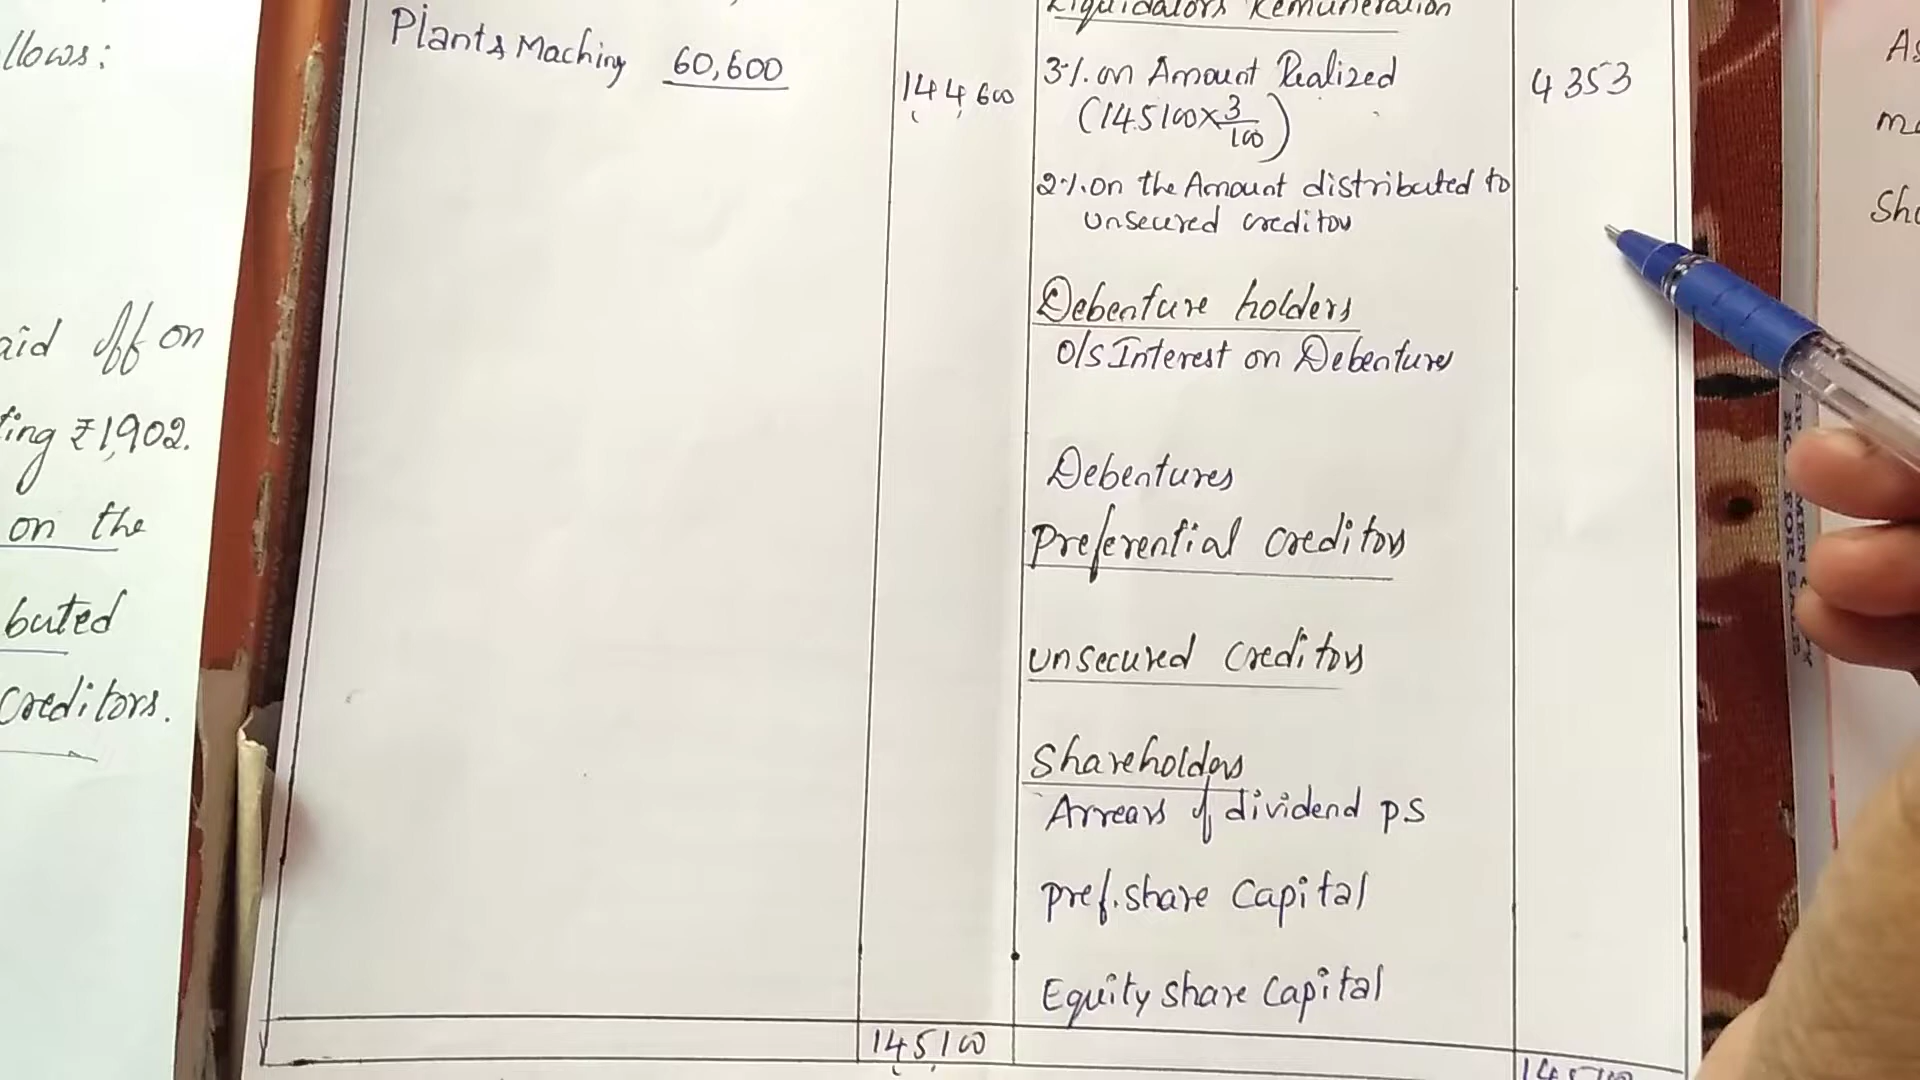 llows:
aid off on
ting ₹1,902.
on the
buted
Creditors.
Plant & Machiny 60,600
144,600
Liquidators Remuneration
3% on Amount Realized
(145100 × 3/100)
4353
2% on the Amount distributed to
unsecured creditors
Debenture holders
O/s Interest on Debentures
Debentures
Preferential Creditors
unsecured Creditors
Shareholders
Arrears of dividend P.S
Pref. Share Capital
Equity Share Capital
145100
145100
As
Sh